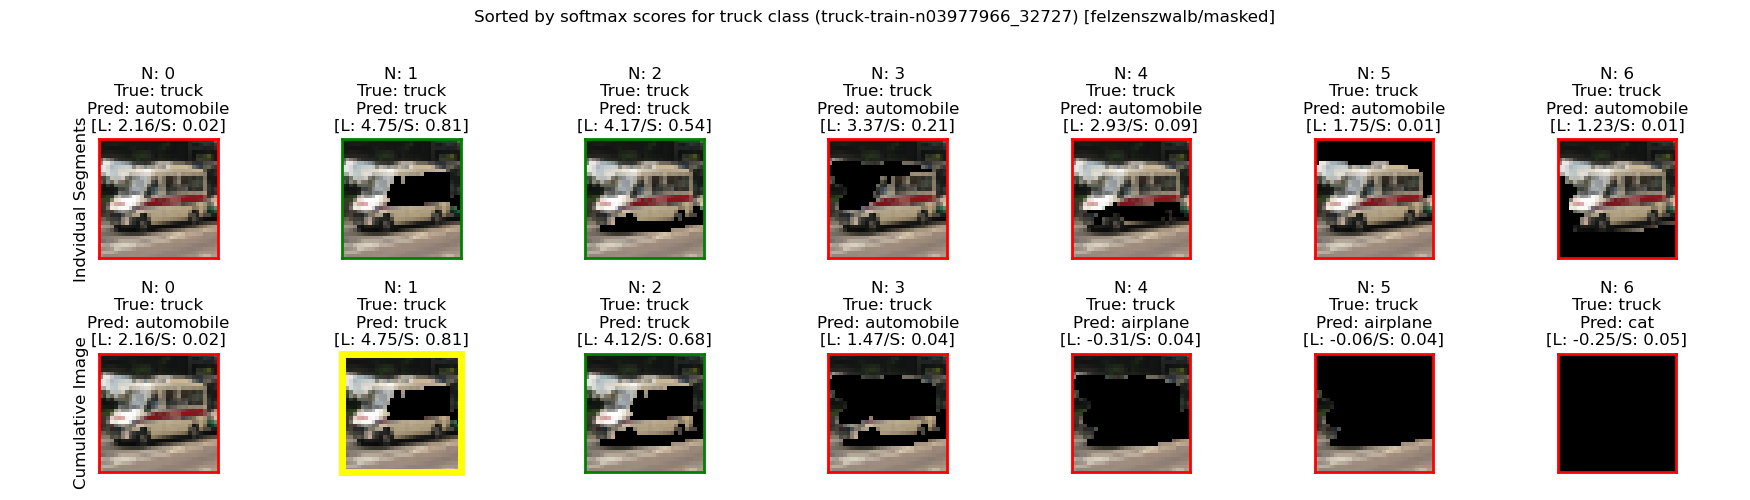 Sorted by softmax scores for truck class (truck-train-n03977966_32727) [felzenszwalb/masked]
Indvidual Segments
N: 0
True: truck
Pred: automobile
[L: 2.16/S: 0.02]
N: 1
True: truck
Pred: truck
[L: 4.75/S: 0.81]
N: 2
True: truck
Pred: truck
[L: 4.17/S: 0.54]
N: 3
True: truck
Pred: automobile
[L: 3.37/S: 0.21]
N: 4
True: truck
Pred: automobile
[L: 2.93/S: 0.09]
N: 5
True: truck
Pred: automobile
[L: 1.75/S: 0.01]
N: 6
True: truck
Pred: automobile
[L: 1.23/S: 0.01]
Cumulative Image
N: 0
True: truck
Pred: automobile
[L: 2.16/S: 0.02]
N: 1
True: truck
Pred: truck
[L: 4.75/S: 0.81]
N: 2
True: truck
Pred: truck
[L: 4.12/S: 0.68]
N: 3
True: truck
Pred: automobile
[L: 1.47/S: 0.04]
N: 4
True: truck
Pred: airplane
[L: -0.31/S: 0.04]
N: 5
True: truck
Pred: airplane
[L: -0.06/S: 0.04]
N: 6
True: truck
Pred: cat
[L: -0.25/S: 0.05]